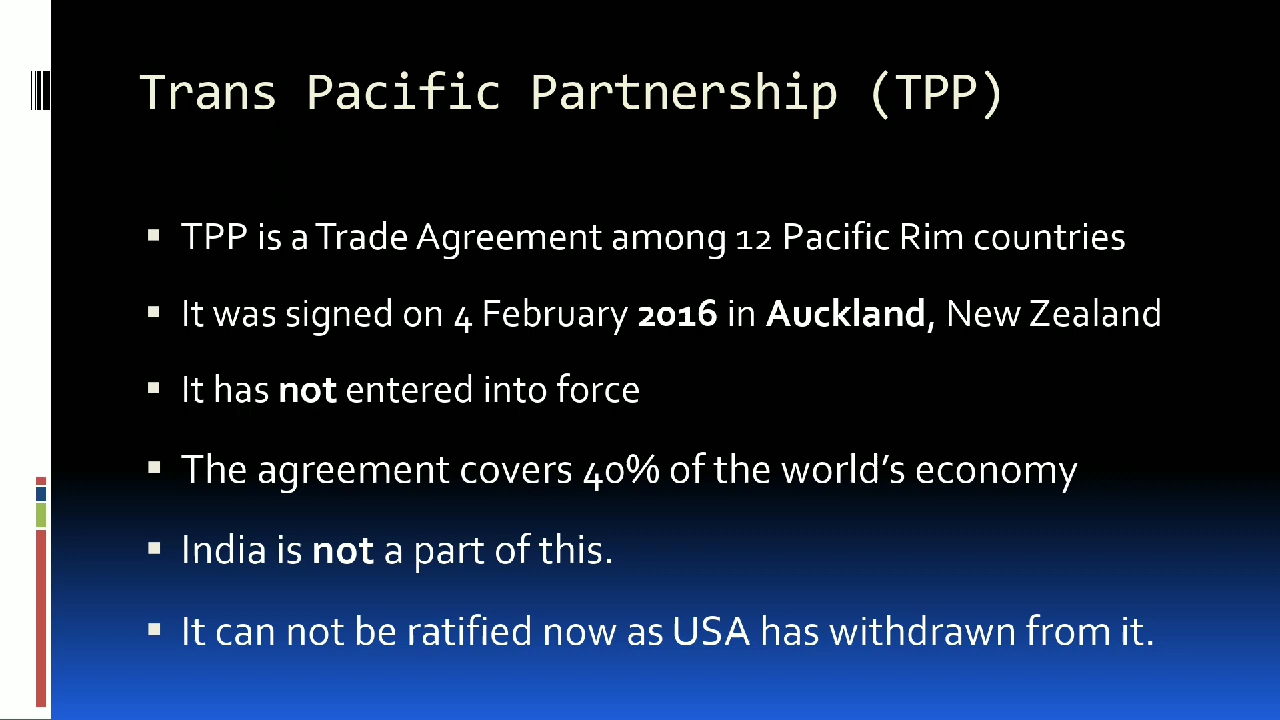 Trans Pacific Partnership (TPP)
TPP is a Trade Agreement among 12 Pacific Rim countries
It was signed on 4 February 2016 in Auckland, New Zealand
It has not entered into force
The agreement covers 40% of the world’s economy
India is not a part of this.
It can not be ratified now as USA has withdrawn from it.